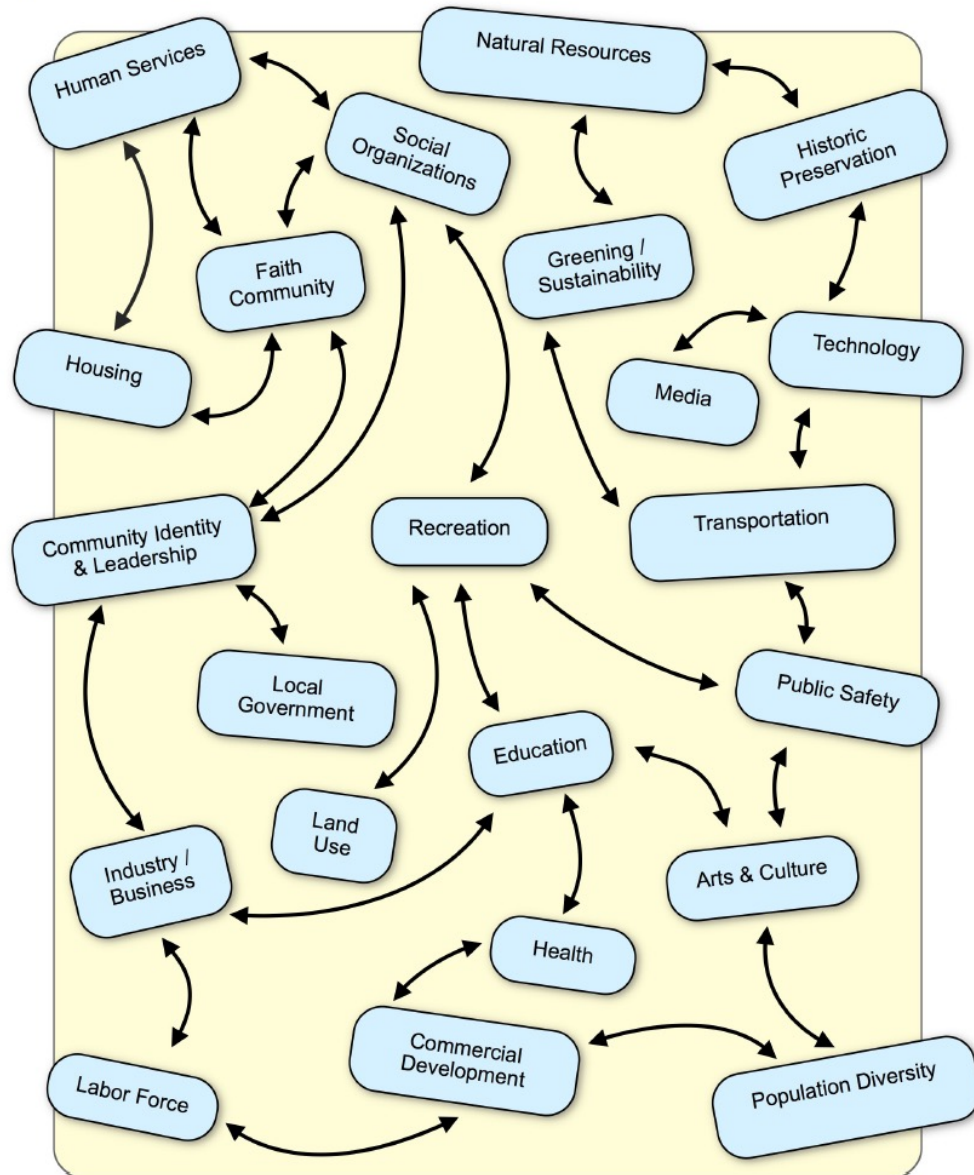 Human Services
Natural Resources
Social
Organizations
Historic
Preservation
Faith
Community
Greening /
Sustainability
Housing
Technology
Media
Community Identity
& Leadership
Recreation
Transportation
Local
Government
Public Safety
Education
Land
Use
Industry /
Business
Arts & Culture
Health
Commercial
Development
Labor Force
Population Diversity